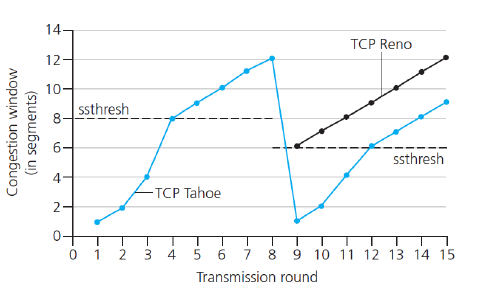 14
12
10
8
6
4
2
0
Congestion window
(in segments)
ssthresh
TCP Tahoe
TCP Reno
ssthresh
0 1 2 3 4 5 6 7 8 9 10 11 12 13 14 15
Transmission round